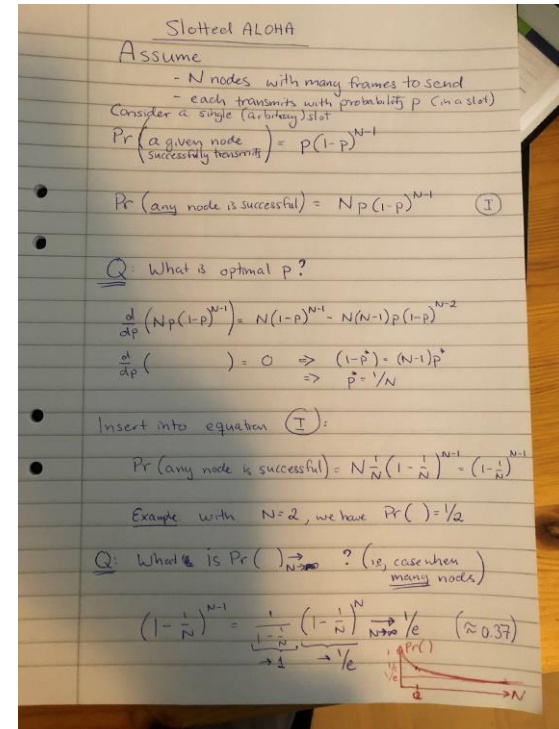 Slotted ALOHA
Assume
- N nodes with many frames to send
- each transmits with probability p (in a slot)
Consider a single (arbitrary) slot
Pr (a given node successfully transmits) = p(1-p)^{N-1}
Pr (any node is successful) = Np(1-p)^{N-1} (I)
Q: What is optimal p?
d/dp (Np(1-p)^{N-1}) = N(1-p)^{N-1} - N(N-1)p(1-p)^{N-2}
d/dp ( ) = 0 => (1-p*) = (N-1)p*
=> p* = 1/N
Insert into equation (I):
Pr (any node is successful) = N 1/N (1 - 1/N)^{N-1} = (1 - 1/N)^{N-1}
Example with N=2, we have Pr( ) = 1/2
Q: What is Pr( ) →_{N→∞} ? (ie, case when many nodes)
(1 - 1/N)^{N-1} = 1/(1 - 1/N) (1 - 1/N)^N →_{N→∞} 1/e (≈ 0.37)
→ 1 → 1/e
Pr()
1
1/e
2
N